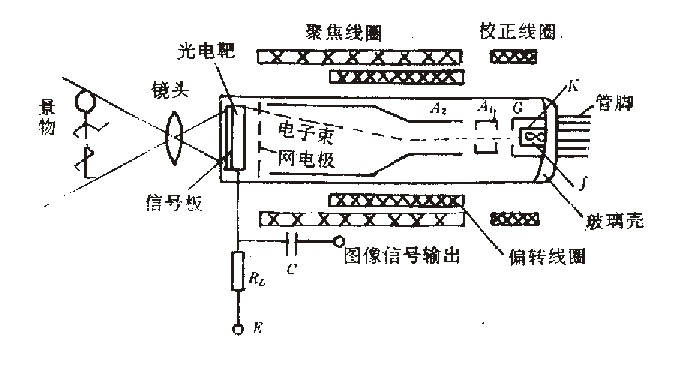 聚焦线圈
校正线圈
光电靶
镜头
景物
A₂
A₁
G
K
管脚
电子束
网电极
信号板
f
玻璃壳
偏转线圈
图像信号输出
C
R_L
E